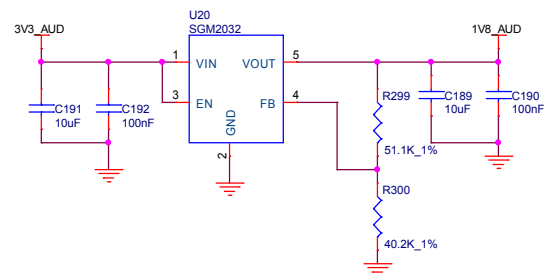 U20
SGM2032
3V3_AUD
1V8_AUD
1
VIN
VOUT
5
3
EN
FB
4
GND
2
C191
10uF
C192
100nF
R299
51.1K_1%
C189
10uF
C190
100nF
R300
40.2K_1%